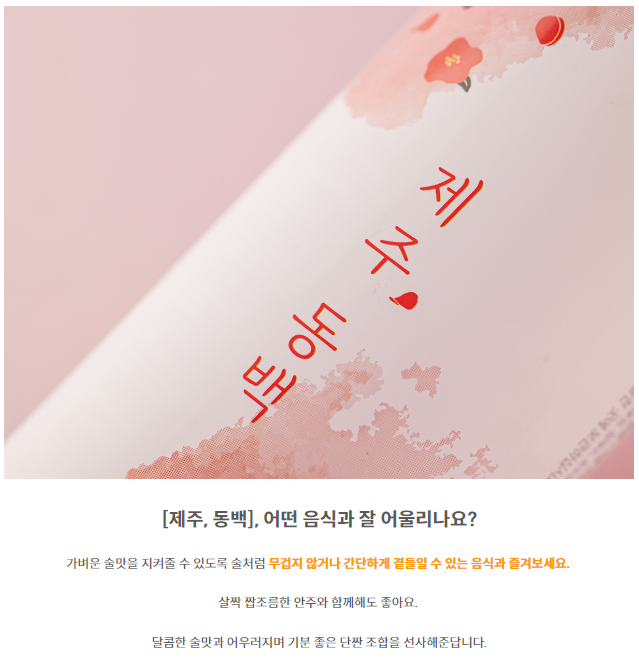 제주,
동백
[제주, 동백], 어떤 음식과 잘 어울리나요?
가벼운 술맛을 지켜줄 수 있도록 술처럼 무겁지 않거나 간단하게 곁들일 수 있는 음식과 즐겨보세요.
살짝 짭조름한 안주와 함께해도 좋아요.
달콤한 술맛과 어우러지며 기분 좋은 단짠 조합을 선사해준답니다.